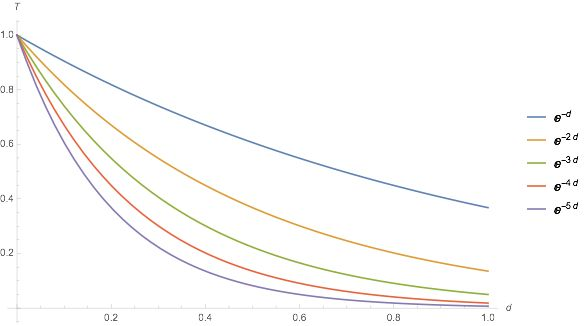 T
1.0
0.8
0.6
0.4
0.2
0.2 0.4 0.6 0.8 1.0 d
e^{-d}
e^{-2 d}
e^{-3 d}
e^{-4 d}
e^{-5 d}